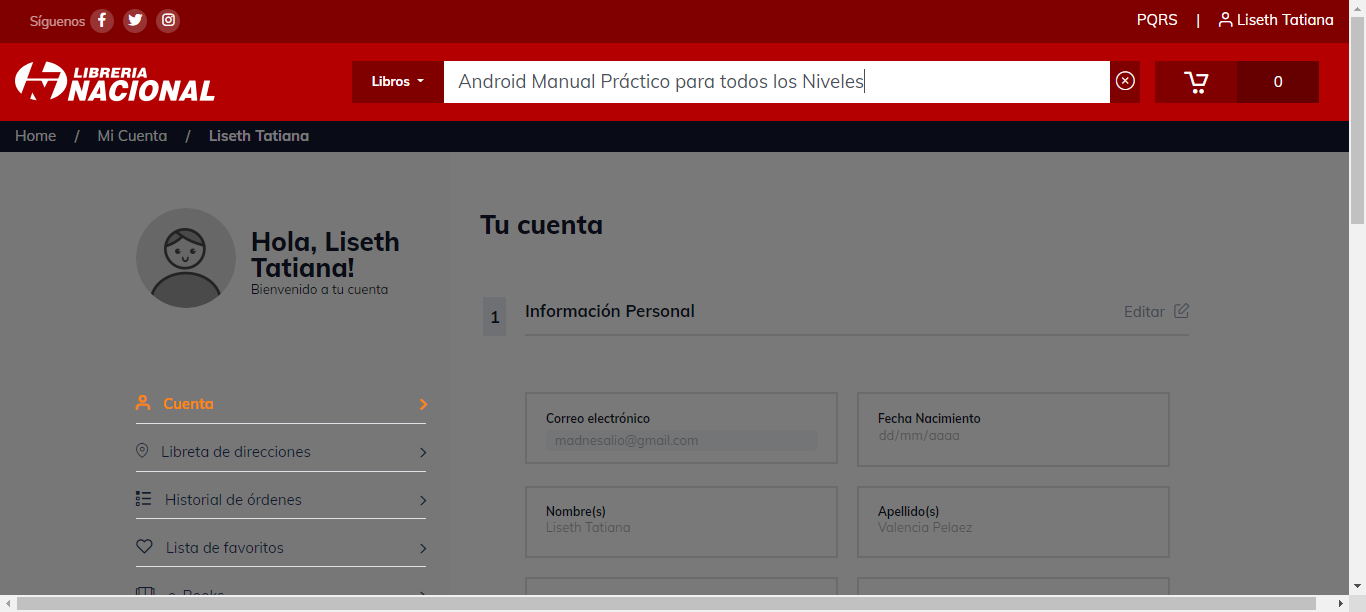 Síguenos
PQRS | Liseth Tatiana
LIBRERIA
NACIONAL
Libros
Android Manual Práctico para todos los Niveles
0
Home / Mi Cuenta / Liseth Tatiana
Hola, Liseth
Tatiana!
Bienvenido a tu cuenta
Cuenta
Libreta de direcciones
Historial de órdenes
Lista de favoritos
e-Books
Tu cuenta
1 Información Personal
Editar
Correo electrónico
madnesalio@gmail.com
Fecha Nacimiento
dd/mm/aaaa
Nombre(s)
Liseth Tatiana
Apellido(s)
Valencia Pelaez